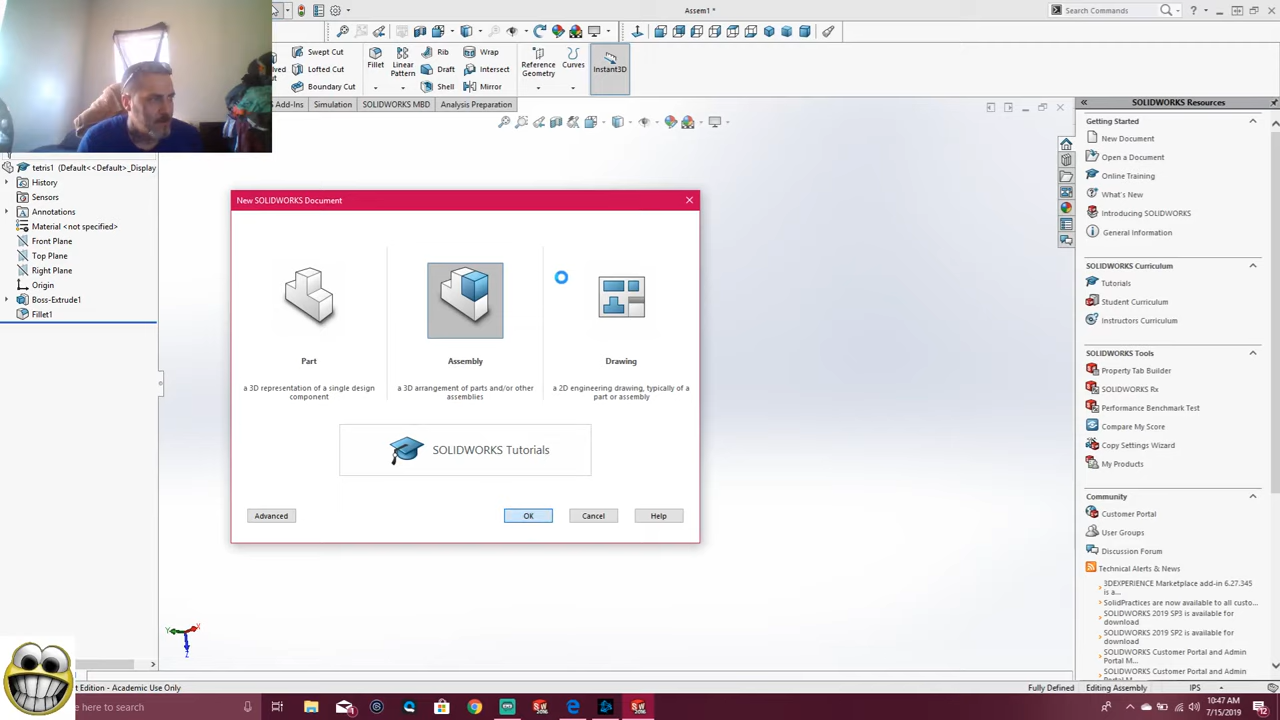 Assem1 *
Search Commands
Swept Cut
Lofted Cut
Boundary Cut
Fillet
Linear
Pattern
Rib
Draft
Shell
Wrap
Intersect
Mirror
Reference
Geometry
Curves
Instant3D
Add-Ins
Simulation
SOLIDWORKS MBD
Analysis Preparation
tetris1 (Default<<Default>_Display
History
Sensors
Annotations
Material <not specified>
Front Plane
Top Plane
Right Plane
Origin
Boss-Extrude1
Fillet1
New SOLIDWORKS Document
Part
a 3D representation of a single design
component
Assembly
a 3D arrangement of parts and/or other
assemblies
Drawing
a 2D engineering drawing, typically of a
part or assembly
SOLIDWORKS Tutorials
Advanced
OK
Cancel
Help
SOLIDWORKS Resources
Getting Started
New Document
Open a Document
Online Training
What's New
Introducing SOLIDWORKS
General Information
SOLIDWORKS Curriculum
Tutorials
Student Curriculum
Instructors Curriculum
SOLIDWORKS Tools
Property Tab Builder
SOLIDWORKS Rx
Performance Benchmark Test
Compare My Score
Copy Settings Wizard
My Products
Community
Customer Portal
User Groups
Discussion Forum
Technical Alerts & News
3DEXPERIENCE Marketplace add-in 6.27.345
is a...
SolidPractices are now available to all custo...
SOLIDWORKS 2019 SP3 is available for
download
SOLIDWORKS 2019 SP2 is available for
download
SOLIDWORKS Customer Portal and Admin
Portal M...
SOLIDWORKS Customer Portal and Admin
X
Y
Z
t Edition - Academic Use Only
Fully Defined
Editing Assembly
IPS
here to search
10:47 AM
7/15/2019
12